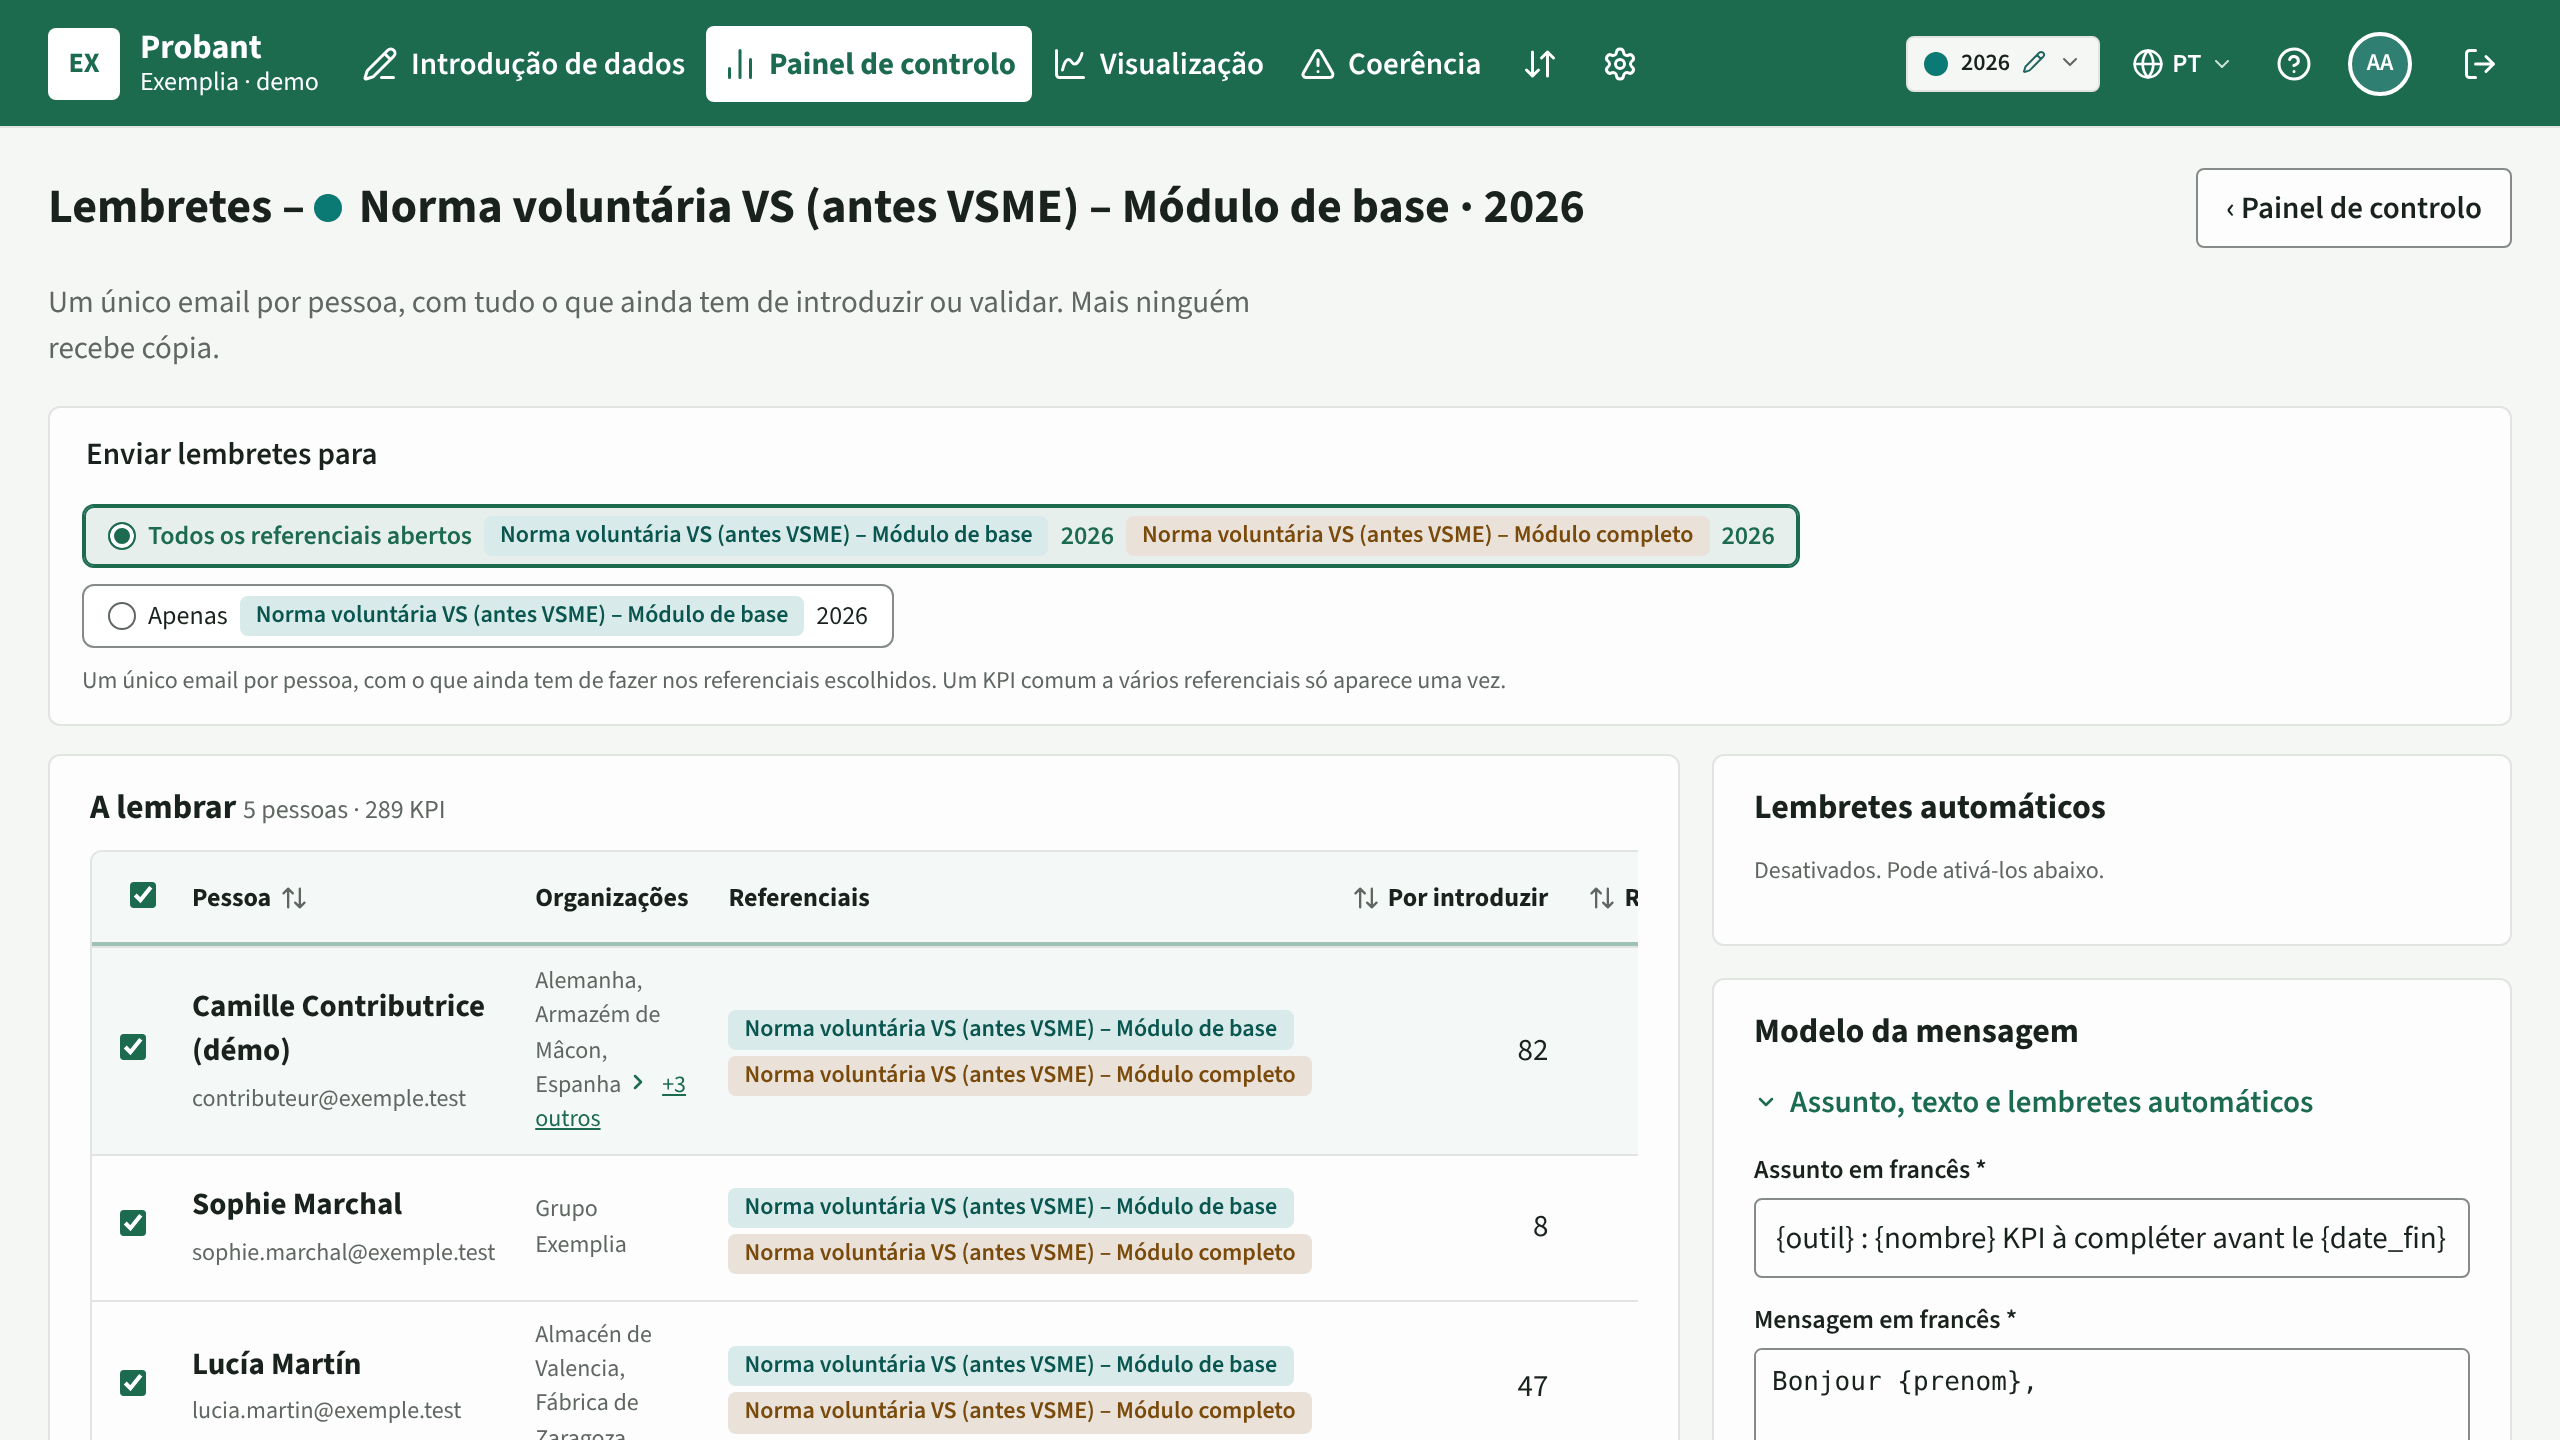 EX
Probant
Exemplia · demo
Introdução de dados
Painel de controlo
Visualização
Coerência
2026
PT
AA
Lembretes – Norma voluntária VS (antes VSME) – Módulo de base · 2026
‹ Painel de controlo
Um único email por pessoa, com tudo o que ainda tem de introduzir ou validar. Mais ninguém
recebe cópia.
Enviar lembretes para
Todos os referenciais abertos Norma voluntária VS (antes VSME) – Módulo de base 2026 Norma voluntária VS (antes VSME) – Módulo completo 2026
Apenas Norma voluntária VS (antes VSME) – Módulo de base 2026
Um único email por pessoa, com o que ainda tem de fazer nos referenciais escolhidos. Um KPI comum a vários referenciais só aparece uma vez.
A lembrar 5 pessoas · 289 KPI
Pessoa Organizações Referenciais Por introduzir R
Camille Contributrice
(démo)
contributeur@exemple.test
Alemanha,
Armazém de
Mâcon,
Espanha +3
outros
Norma voluntária VS (antes VSME) – Módulo de base
Norma voluntária VS (antes VSME) – Módulo completo
82
Sophie Marchal
sophie.marchal@exemple.test
Grupo
Exemplia
Norma voluntária VS (antes VSME) – Módulo de base
Norma voluntária VS (antes VSME) – Módulo completo
8
Lucía Martín
lucia.martin@exemple.test
Almacén de
Valencia,
Fábrica de
Zaragoza
Norma voluntária VS (antes VSME) – Módulo de base
Norma voluntária VS (antes VSME) – Módulo completo
47
Lembretes automáticos
Desativados. Pode ativá-los abaixo.
Modelo da mensagem
Assunto, texto e lembretes automáticos
Assunto em francês *
{outil} : {nombre} KPI à compléter avant le {date_fin}
Mensagem em francês *
Bonjour {prenom},